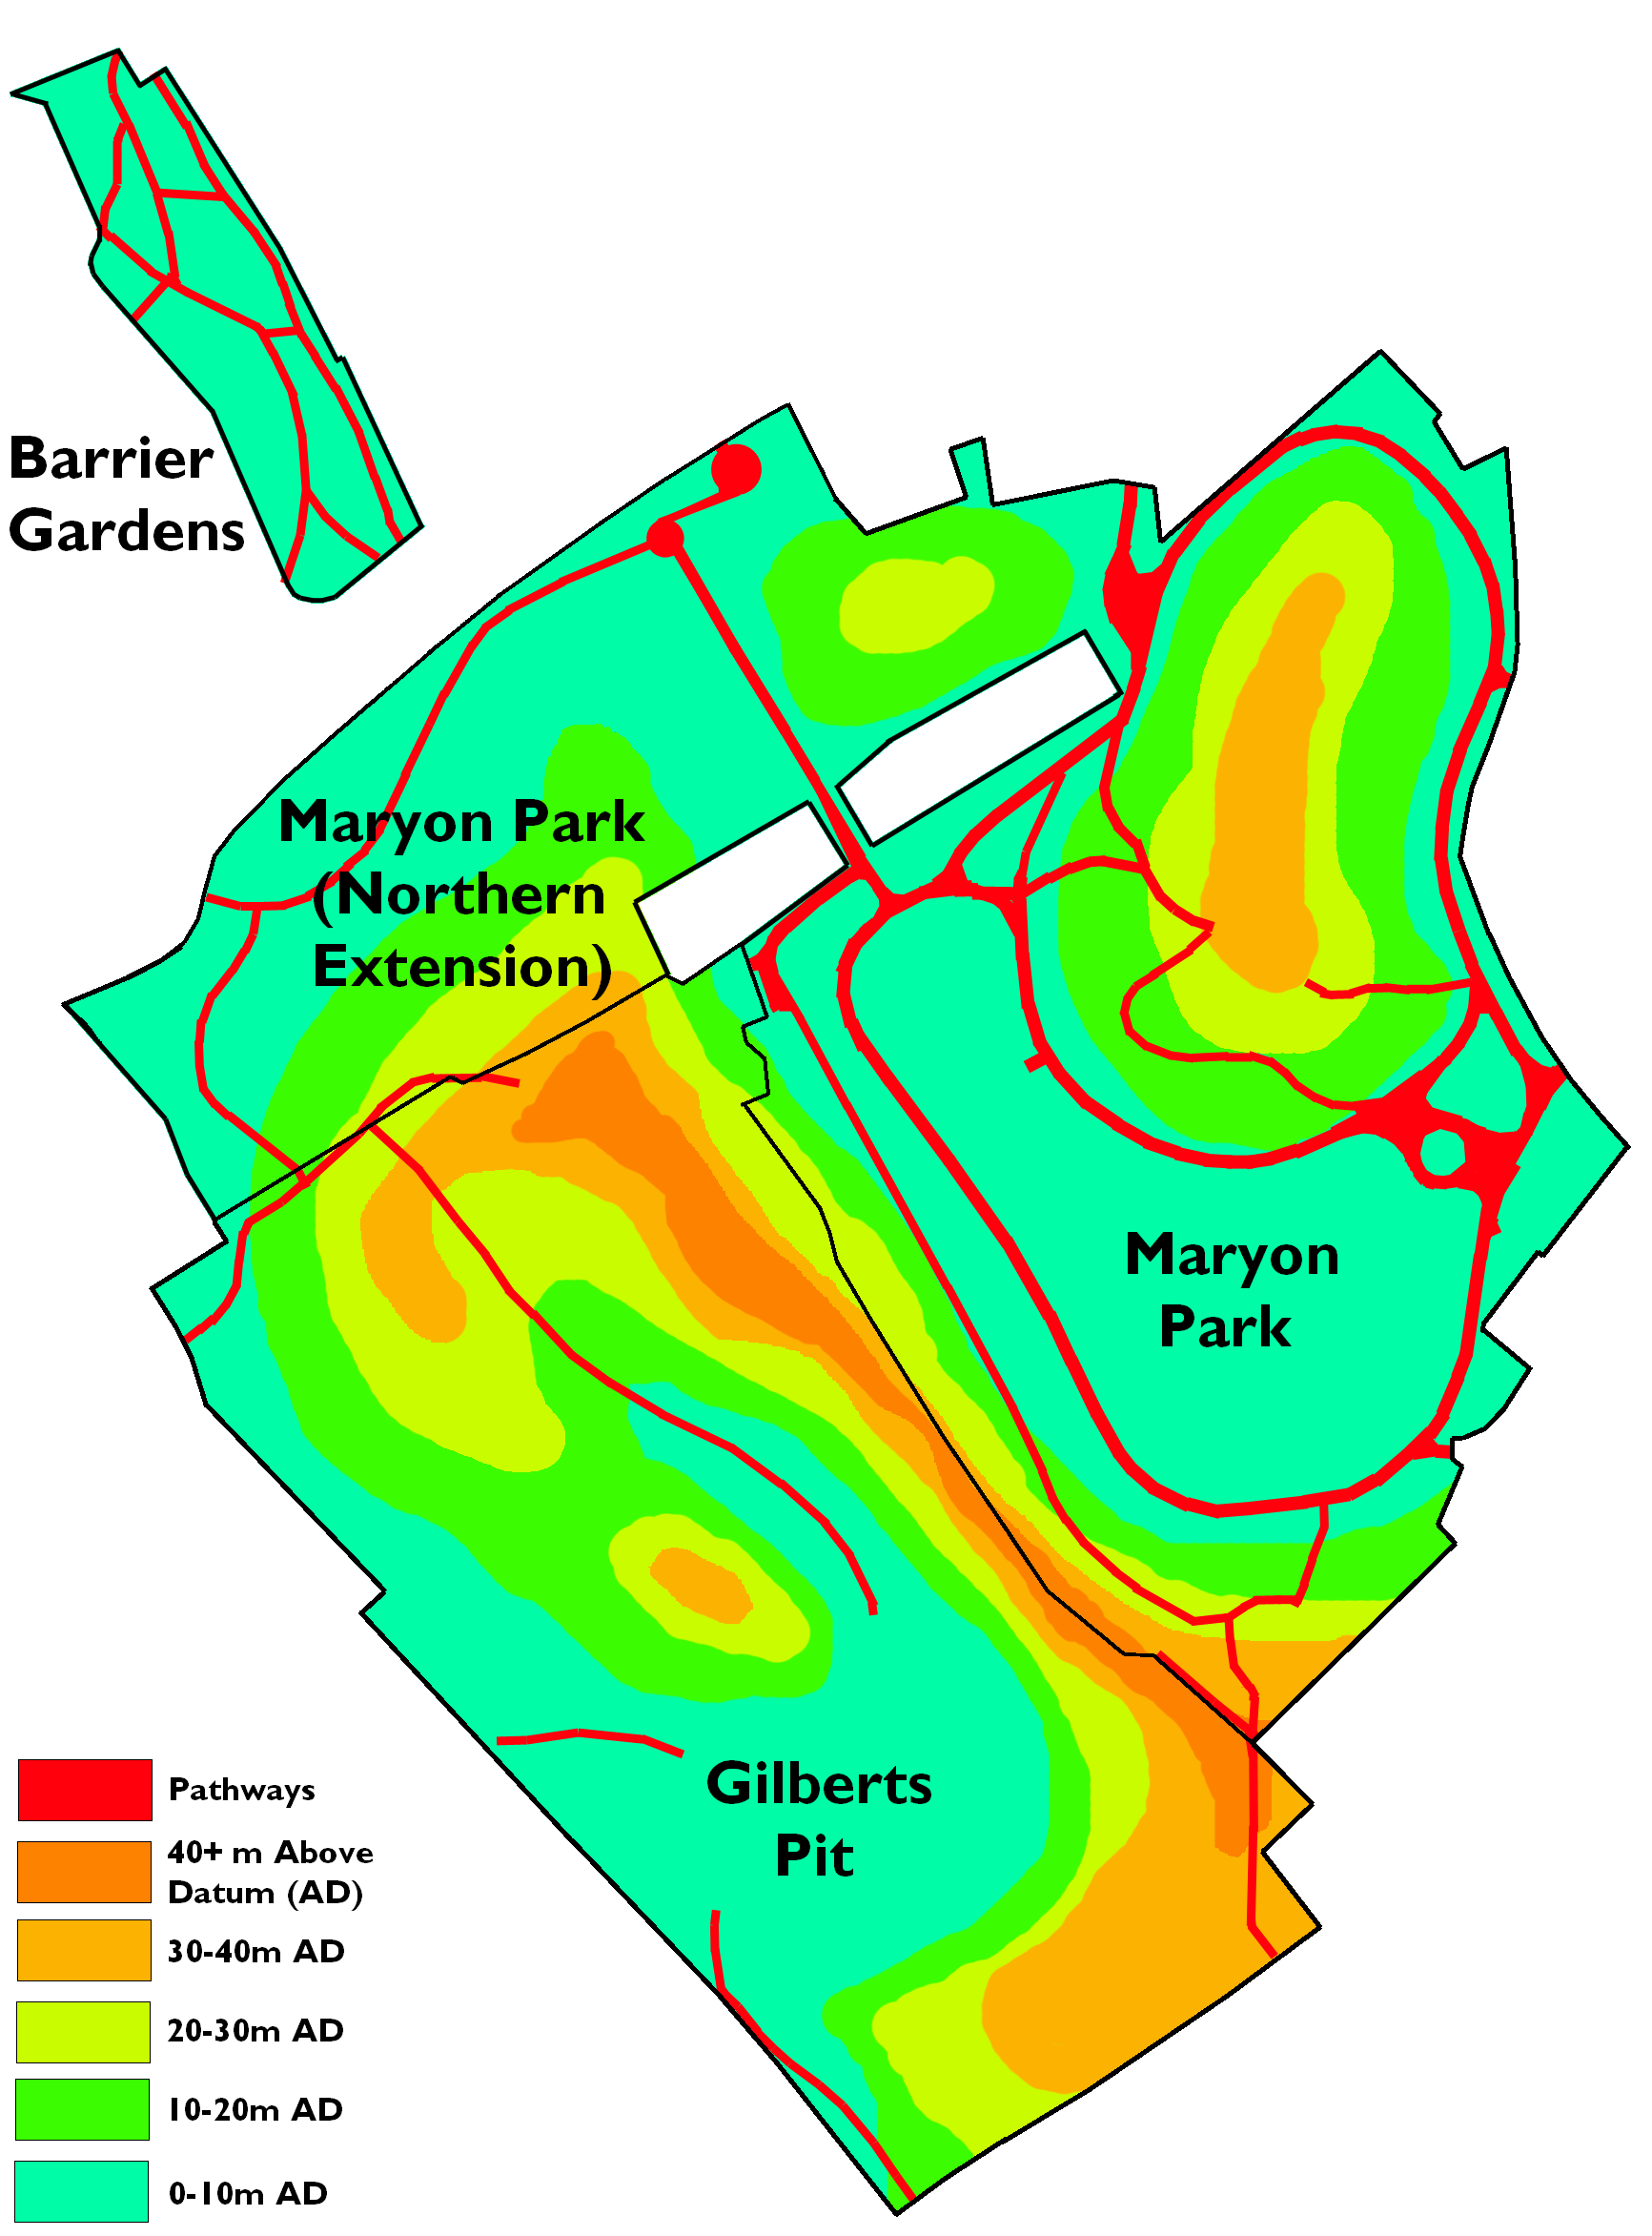 Barrier
Gardens
Maryon Park
(Northern
Extension)
Maryon
Park
Gilberts
Pit
Pathways
40+ m Above
Datum (AD)
30-40m AD
20-30m AD
10-20m AD
0-10m AD